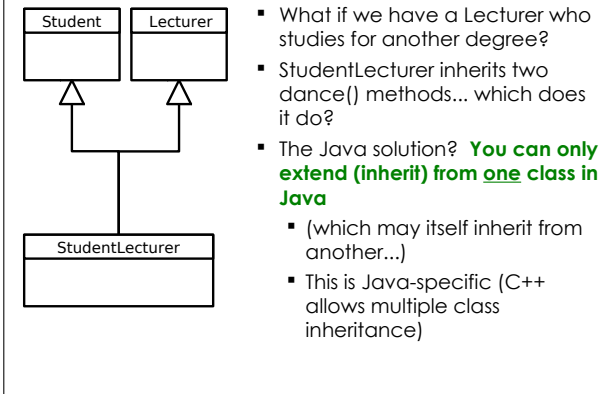 Student
Lecturer
StudentLecturer
▪ What if we have a Lecturer who
studies for another degree?
▪ StudentLecturer inherits two
dance() methods... which does
it do?
▪ The Java solution? You can only
extend (inherit) from one class in
Java
▪ (which may itself inherit from
another...)
▪ This is Java-specific (C++
allows multiple class
inheritance)